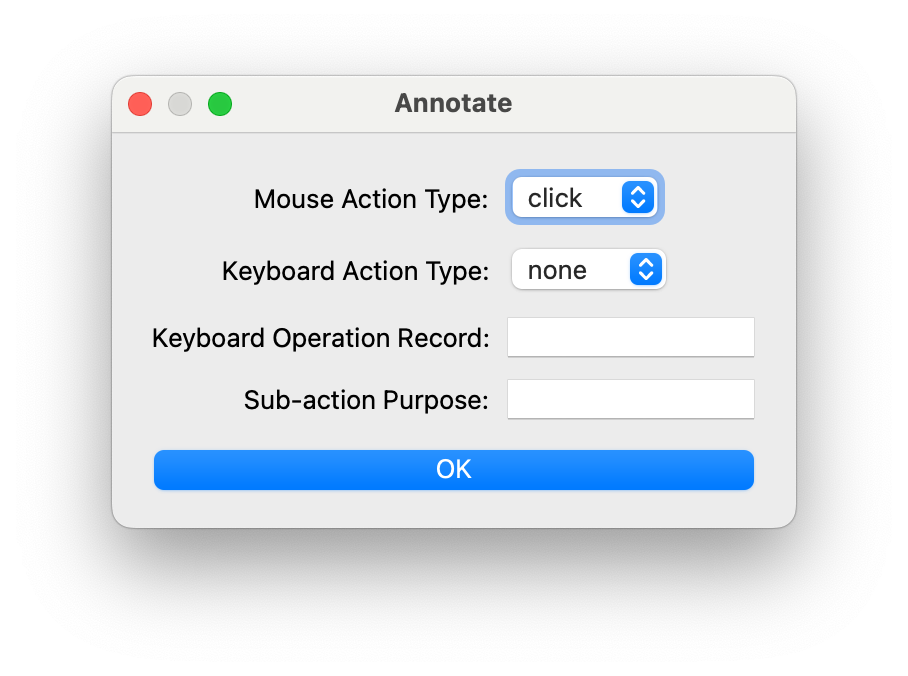 Annotate
Mouse Action Type: click
Keyboard Action Type: none
Keyboard Operation Record:
Sub-action Purpose:
OK